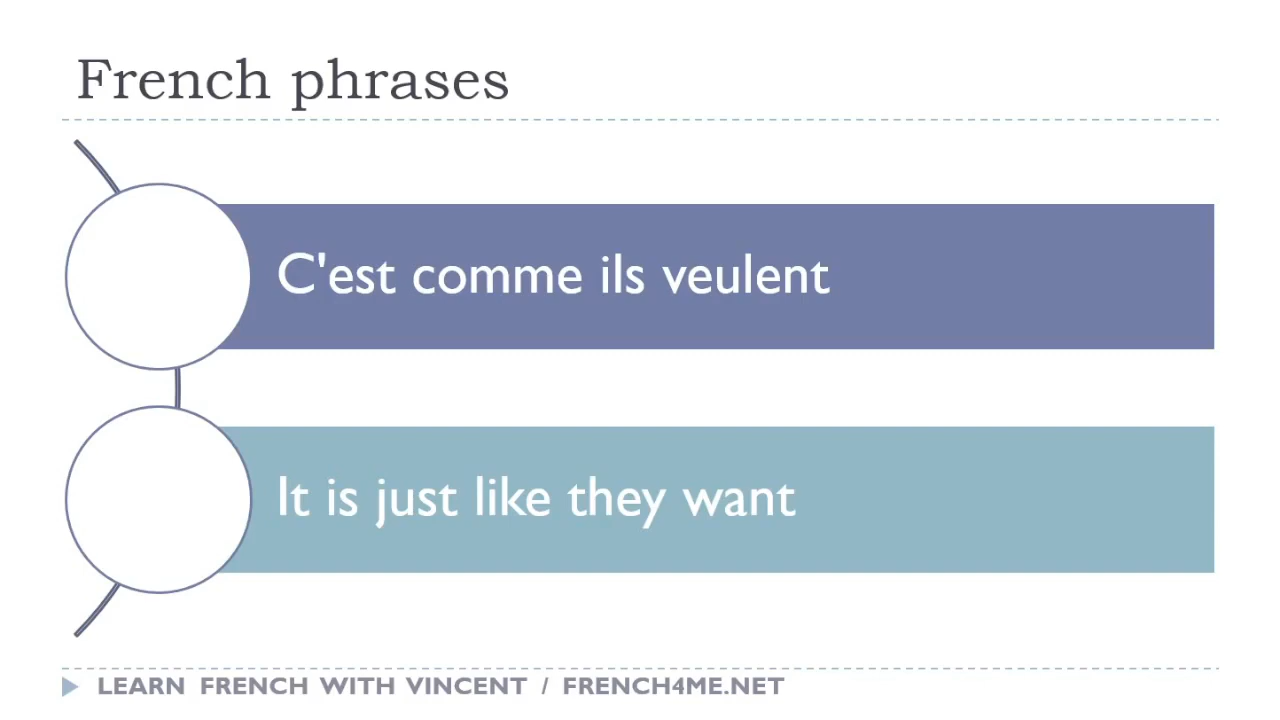 French phrases
C'est comme ils veulent
It is just like they want
LEARN FRENCH WITH VINCENT / FRENCH4ME.NET